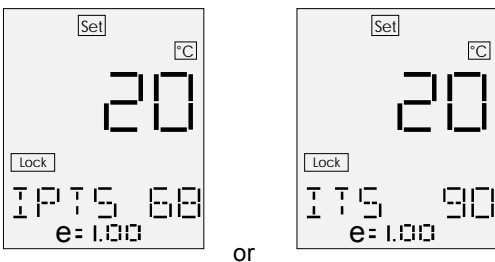 Set
°C
20
Lock
IPTS 68
e= 1.00
or
Set
°C
20
Lock
ITS 90
e= 1.00